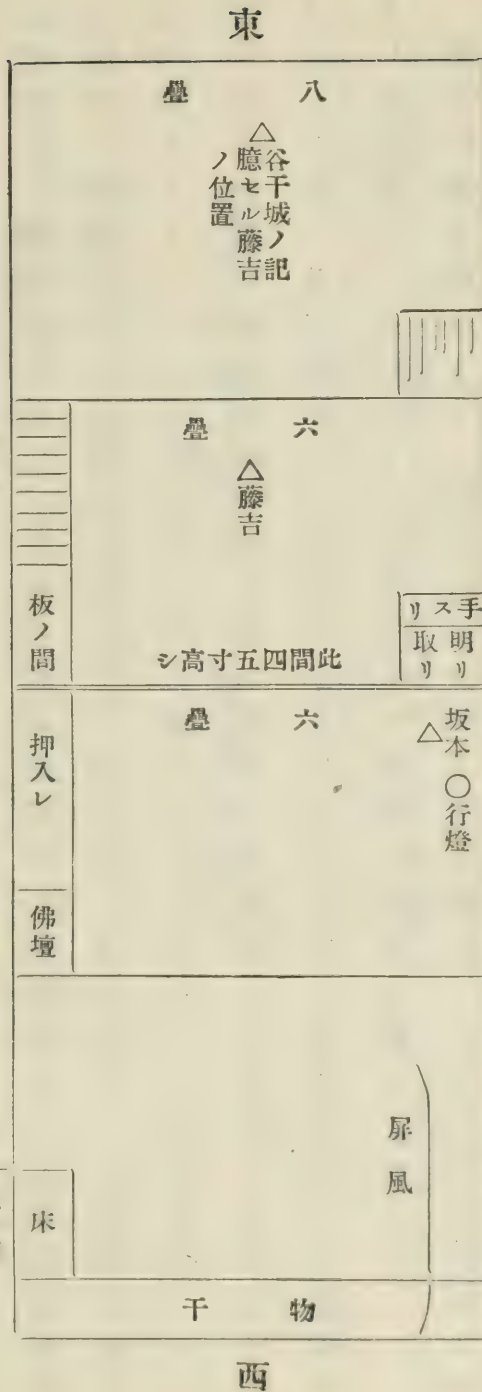 東
八疊
△谷干城ノ記
臆セル藤吉
ノ位置
六疊
△藤吉
手スリ
明リ
取リ
板ノ間
此間四五寸高シ
六疊
坂本
△
○行燈
押入レ
佛壇
屏風
床
物干
西